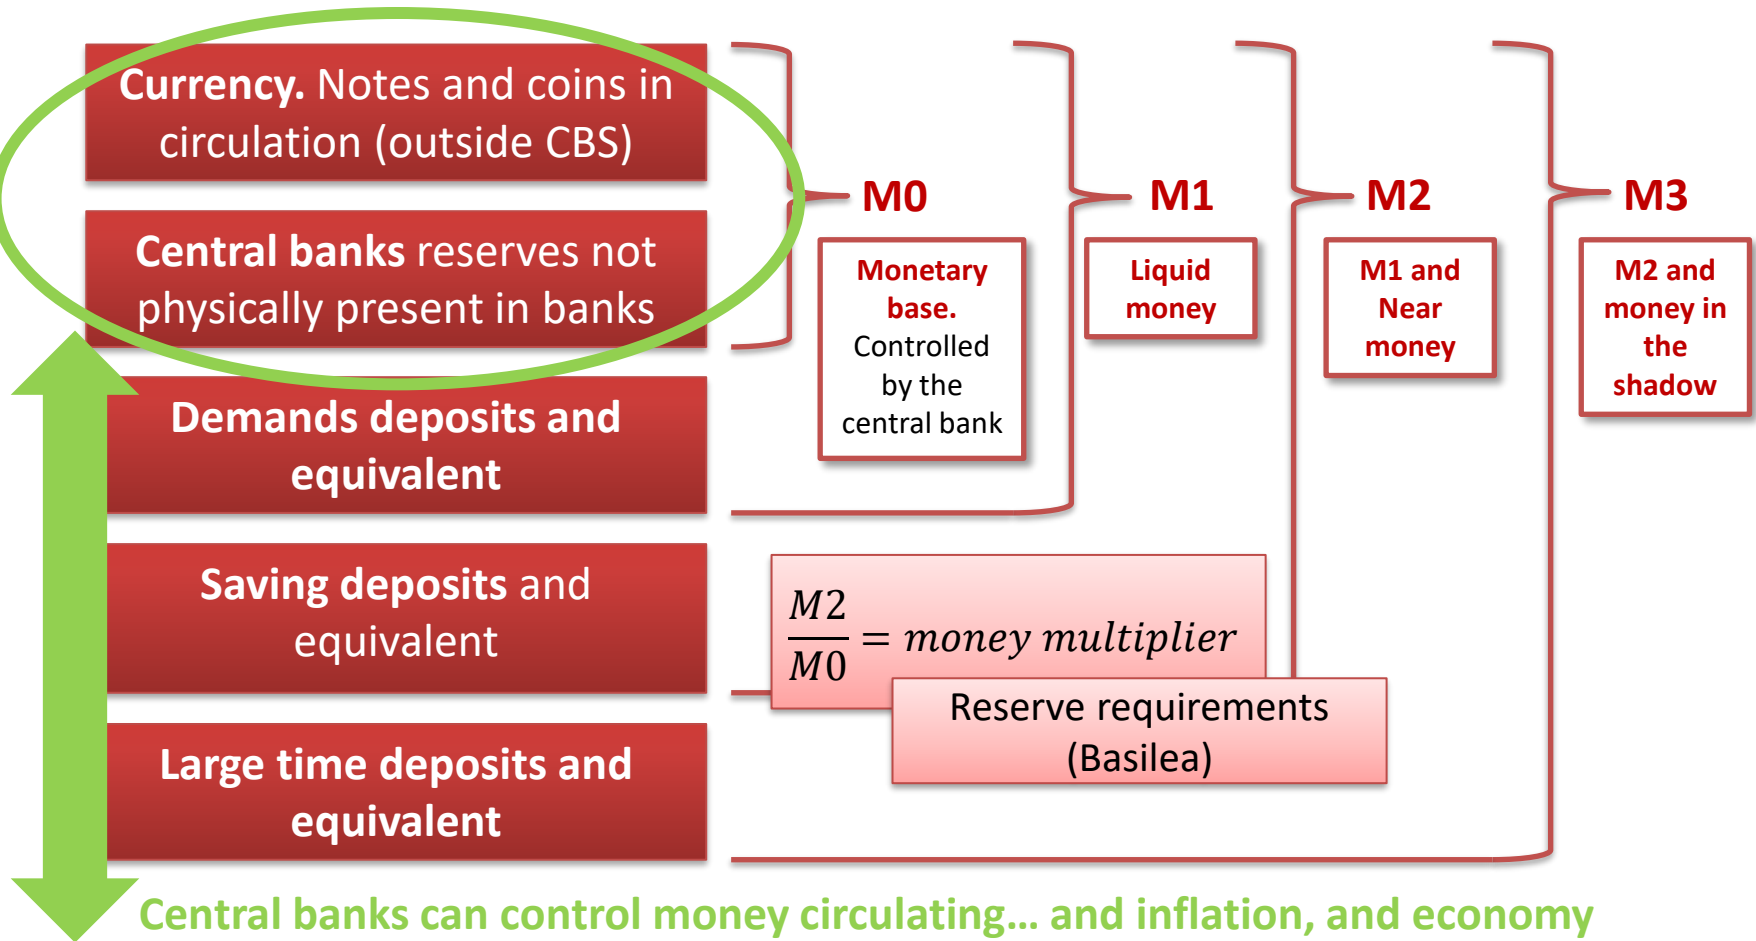 Currency. Notes and coins in
circulation (outside CBS)
Central banks reserves not
physically present in banks
Demands deposits and
equivalent
Saving deposits and
equivalent
Large time deposits and
equivalent
M0
Monetary
base.
Controlled
by the
central bank
M1
Liquid
money
M2
M1 and
Near
money
M3
M2 and
money in
the
shadow
M2/M0 = money multiplier
Reserve requirements
(Basilea)
Central banks can control money circulating... and inflation, and economy